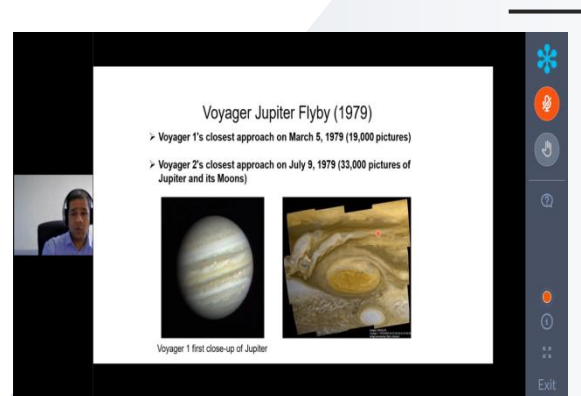 Voyager Jupiter Flyby (1979)
➢ Voyager 1's closest approach on March 5, 1979 (19,000 pictures)
➢ Voyager 2's closest approach on July 9, 1979 (33,000 pictures of
Jupiter and its Moons)
Voyager 1 first close-up of Jupiter
Exit